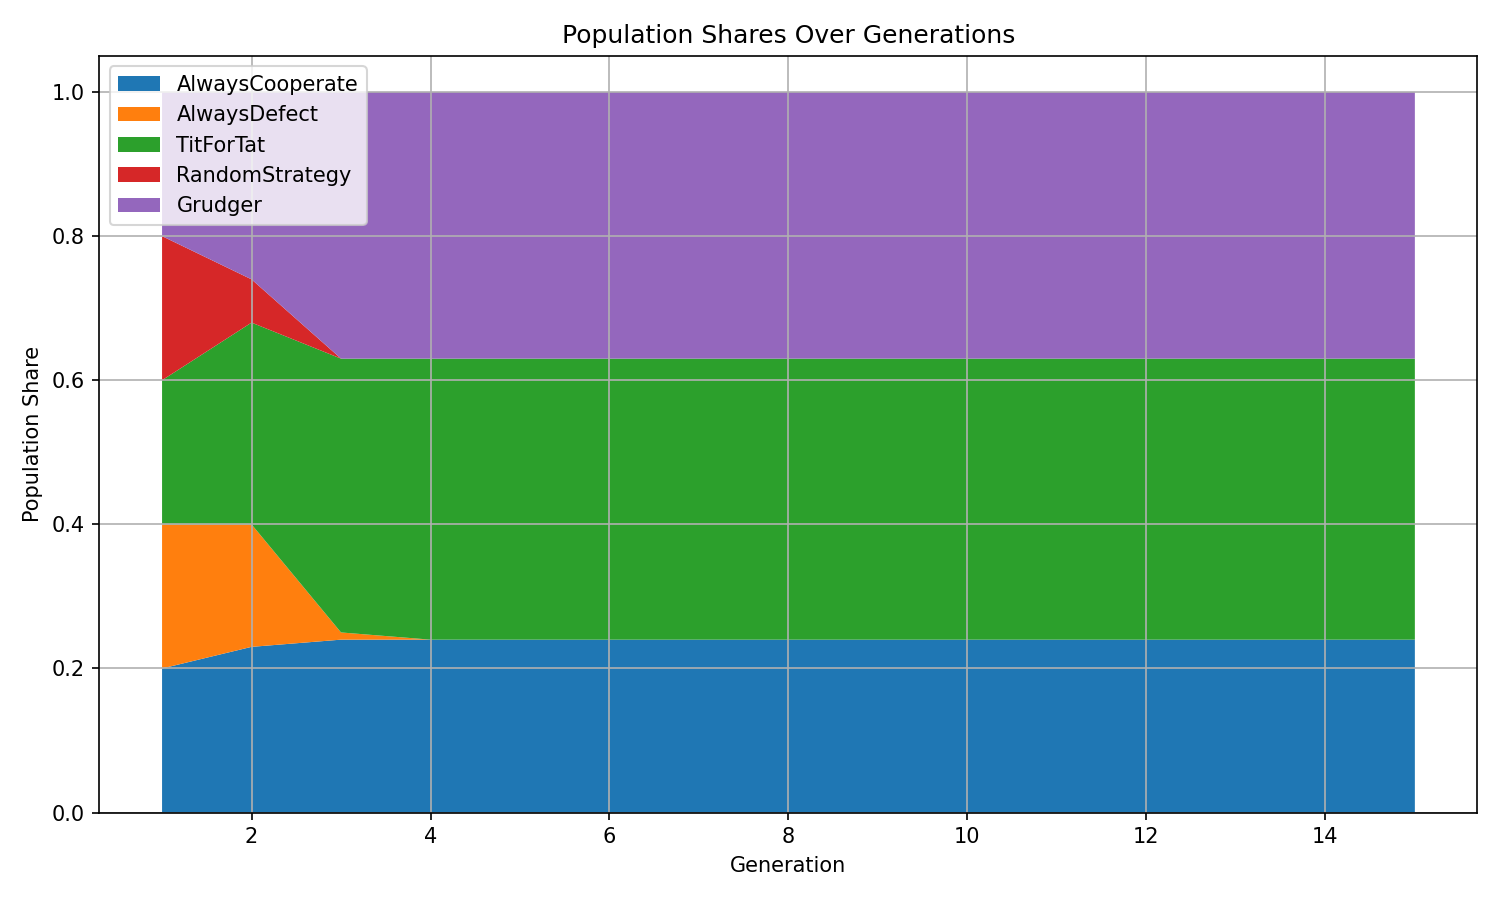 Population Shares Over Generations
AlwaysCooperate
AlwaysDefect
TitForTat
RandomStrategy
Grudger
1.0
0.8
0.6
0.4
0.2
0.0
Population Share
2 4 6 8 10 12 14
Generation